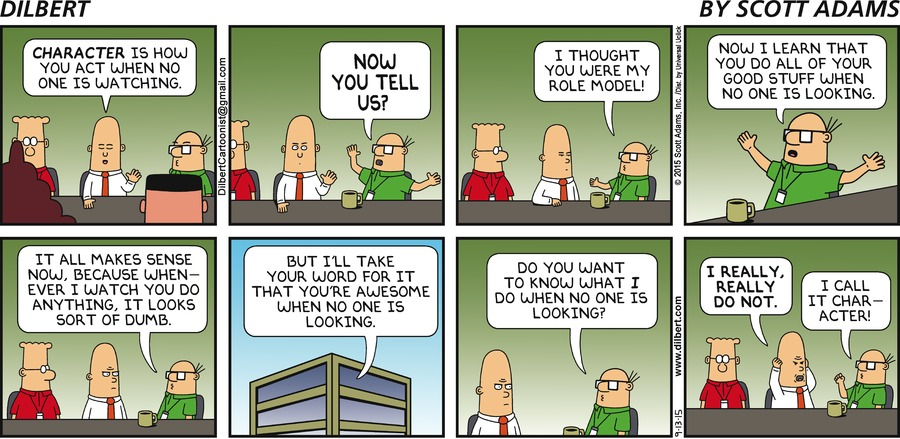 DILBERT
BY SCOTT ADAMS
CHARACTER IS HOW
YOU ACT WHEN NO
ONE IS WATCHING.
DilbertCartoonist@gmail.com
NOW
YOU TELL
US?
I THOUGHT
YOU WERE MY
ROLE MODEL!
© 2015 Scott Adams, Inc. /Dist. by Universal Uclick
NOW I LEARN THAT
YOU DO ALL OF YOUR
GOOD STUFF WHEN
NO ONE IS LOOKING.
IT ALL MAKES SENSE
NOW, BECAUSE WHEN-
EVER I WATCH YOU DO
ANYTHING, IT LOOKS
SORT OF DUMB.
BUT I'LL TAKE
YOUR WORD FOR IT
THAT YOU'RE AWESOME
WHEN NO ONE IS
LOOKING.
DO YOU WANT
TO KNOW WHAT I
DO WHEN NO ONE IS
LOOKING?
www.dilbert.com
9-13-15
I REALLY,
REALLY
DO NOT.
I CALL
IT CHAR-
ACTER!